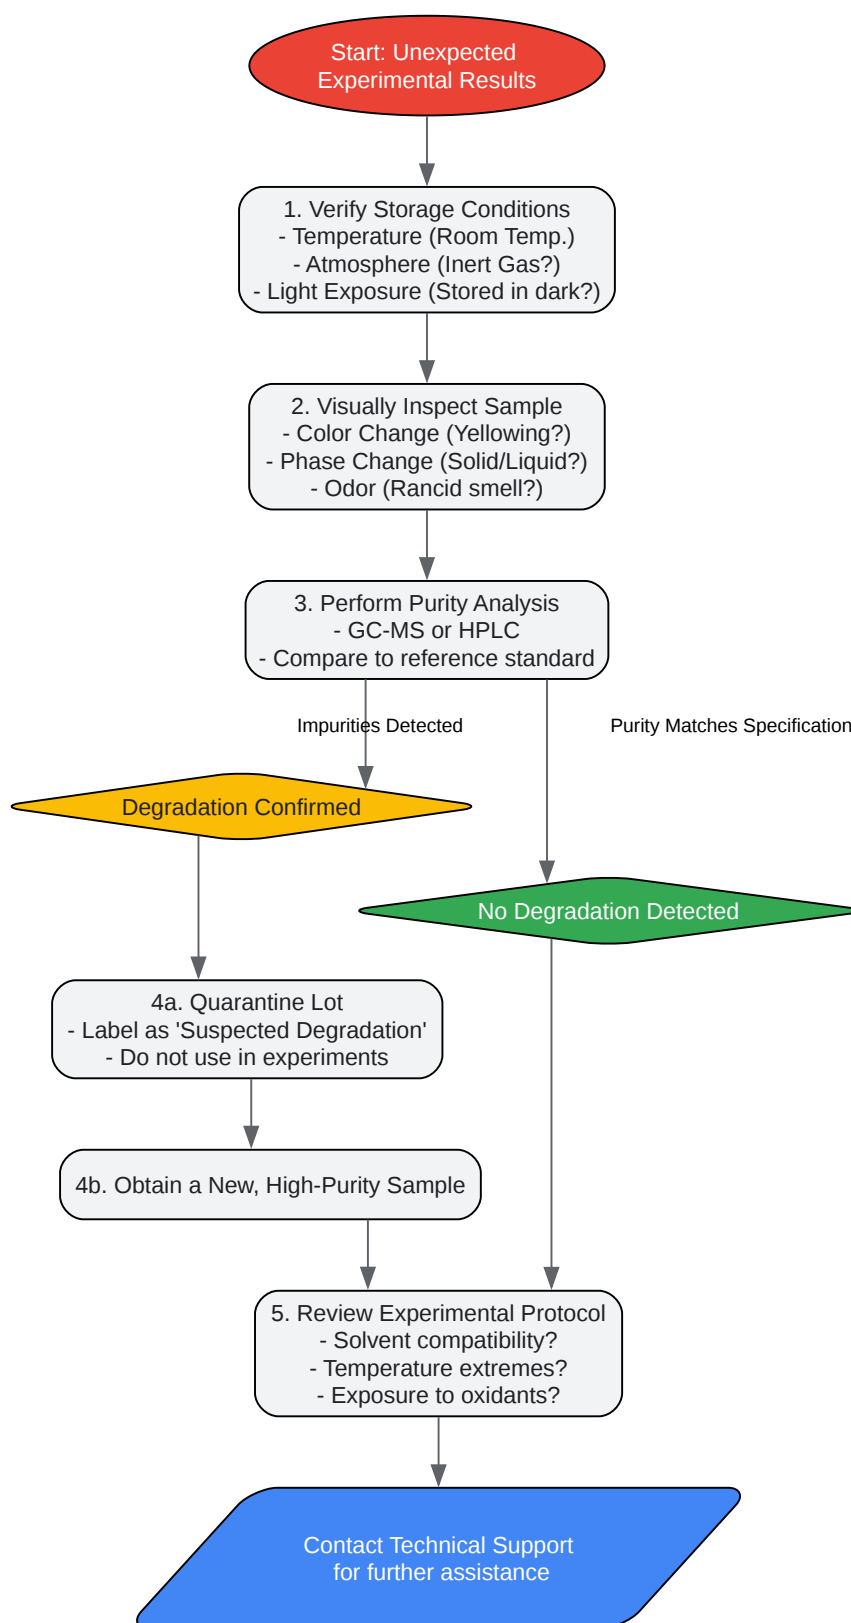 Start: Unexpected
Experimental Results
1. Verify Storage Conditions
- Temperature (Room Temp.)
- Atmosphere (Inert Gas?)
- Light Exposure (Stored in dark?)
2. Visually Inspect Sample
- Color Change (Yellowing?)
- Phase Change (Solid/Liquid?)
- Odor (Rancid smell?)
3. Perform Purity Analysis
- GC-MS or HPLC
- Compare to reference standard
Impurities Detected
Purity Matches Specification
Degradation Confirmed
No Degradation Detected
4a. Quarantine Lot
- Label as 'Suspected Degradation'
- Do not use in experiments
4b. Obtain a New, High-Purity Sample
5. Review Experimental Protocol
- Solvent compatibility?
- Temperature extremes?
- Exposure to oxidants?
Contact Technical Support
for further assistance